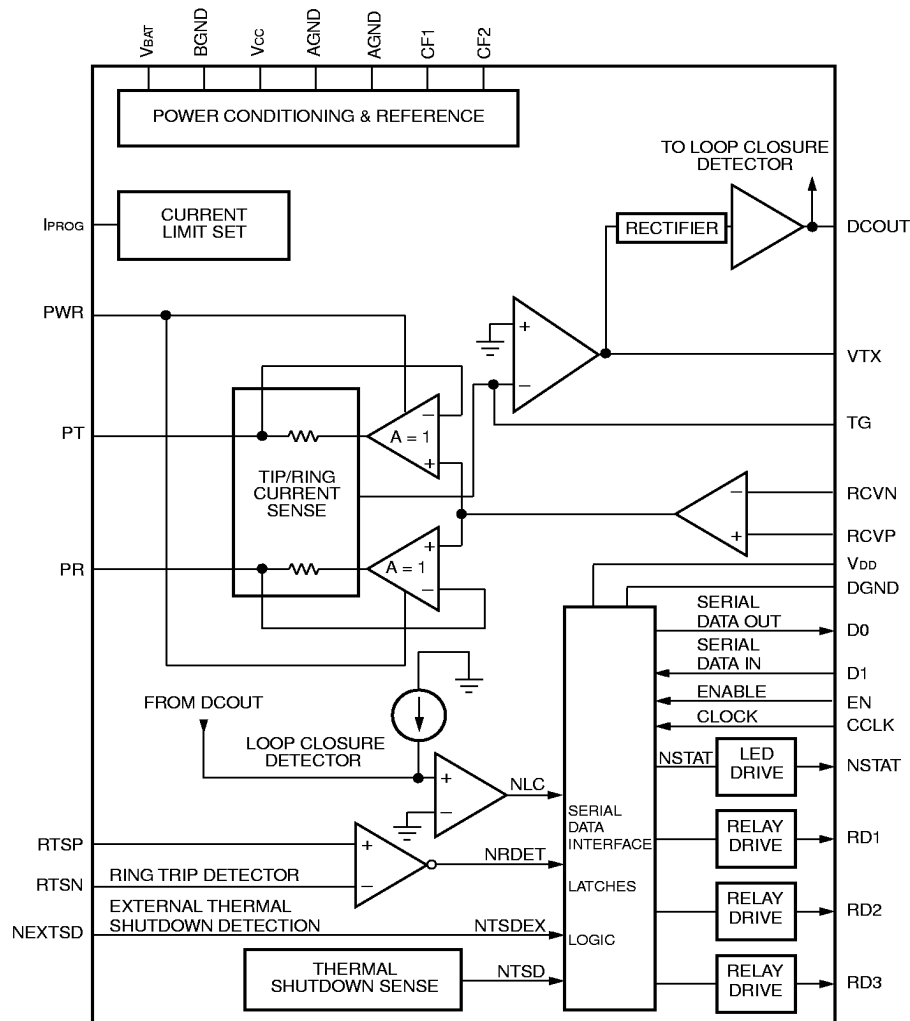 VBAT
BGND
VCC
AGND
AGND
CF1
CF2
POWER CONDITIONING & REFERENCE
TO LOOP CLOSURE
DETECTOR
IPROG
CURRENT
LIMIT SET
RECTIFIER
DCOUT
PWR
+
−
VTX
TG
PT
−
A = 1
+
TIP/RING
CURRENT
SENSE
−
RCVN
+
RCVP
PR
+
A = 1
−
VDD
DGND
SERIAL
DATA OUT
D0
SERIAL
DATA IN
D1
ENABLE
EN
CLOCK
CCLK
FROM DCOUT
LOOP CLOSURE
DETECTOR
+
−
NLC
NSTAT
LED
DRIVE
NSTAT
SERIAL
DATA
INTERFACE
LATCHES
LOGIC
RTSP
+
−
NRDET
RELAY
DRIVE
RD1
RTSN
RING TRIP DETECTOR
EXTERNAL THERMAL
SHUTDOWN DETECTION
NEXTSD
NTSDEX
RELAY
DRIVE
RD2
THERMAL
SHUTDOWN SENSE
NTSD
RELAY
DRIVE
RD3